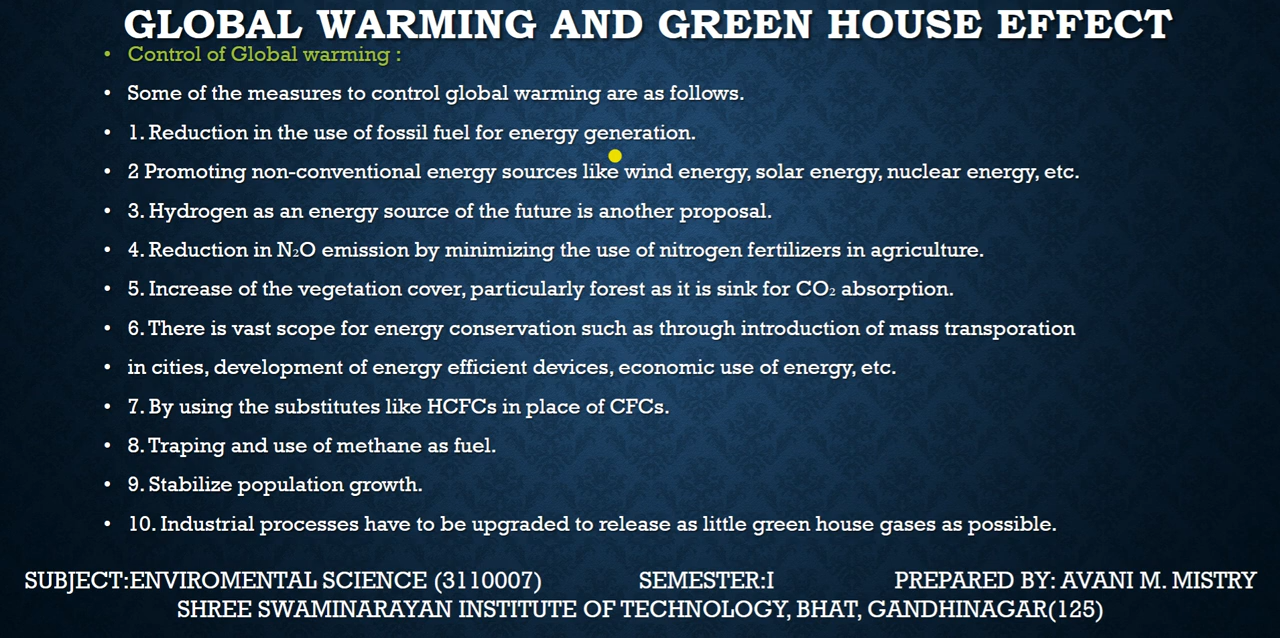 GLOBAL WARMING AND GREEN HOUSE EFFECT
• Control of Global warming :
• Some of the measures to control global warming are as follows.
• 1. Reduction in the use of fossil fuel for energy generation.
• 2 Promoting non-conventional energy sources like wind energy, solar energy, nuclear energy, etc.
• 3. Hydrogen as an energy source of the future is another proposal.
• 4. Reduction in N₂O emission by minimizing the use of nitrogen fertilizers in agriculture.
• 5. Increase of the vegetation cover, particularly forest as it is sink for CO₂ absorption.
• 6. There is vast scope for energy conservation such as through introduction of mass transporation
• in cities, development of energy efficient devices, economic use of energy, etc.
• 7. By using the substitutes like HCFCs in place of CFCs.
• 8. Traping and use of methane as fuel.
• 9. Stabilize population growth.
• 10. Industrial processes have to be upgraded to release as little green house gases as possible.
SUBJECT:ENVIROMENTAL SCIENCE (3110007) SEMESTER:I PREPARED BY: AVANI M. MISTRY
SHREE SWAMINARAYAN INSTITUTE OF TECHNOLOGY, BHAT, GANDHINAGAR(125)